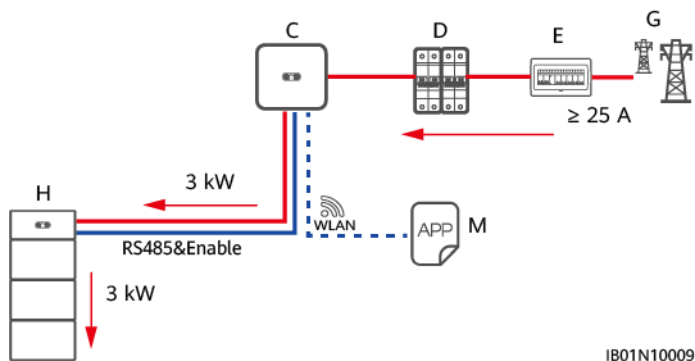 C
D
E
G
≥ 25 A
H
3 kW
WLAN
APP
M
RS485&Enable
3 kW
IB01N10009